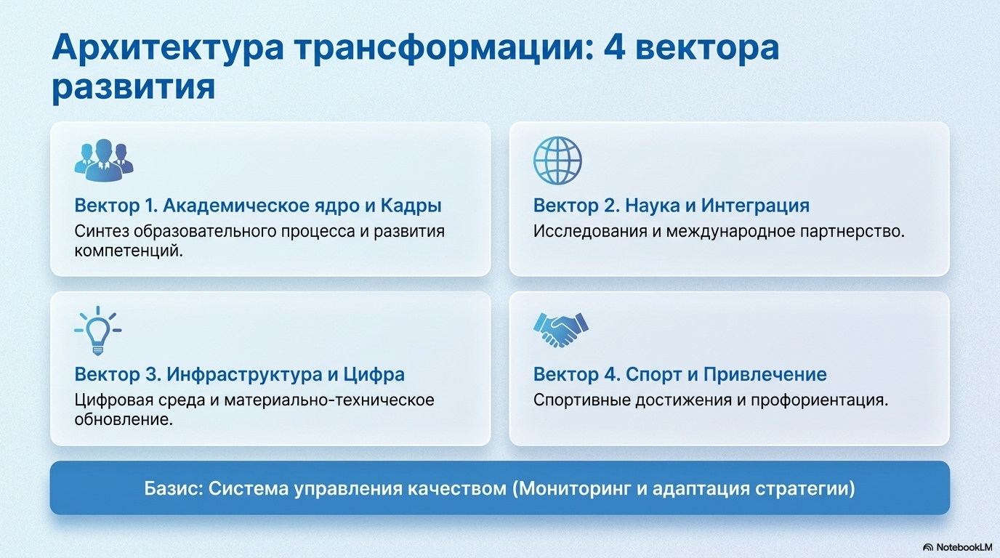 Архитектура трансформации: 4 вектора
развития
Вектор 1. Академическое ядро и Кадры
Синтез образовательного процесса и развития
компетенций.
Вектор 2. Наука и Интеграция
Исследования и международное партнерство.
Вектор 3. Инфраструктура и Цифра
Цифровая среда и материально-техническое
обновление.
Вектор 4. Спорт и Привлечение
Спортивные достижения и профориентация.
Базис: Система управления качеством (Мониторинг и адаптация стратегии)
NotebookLM